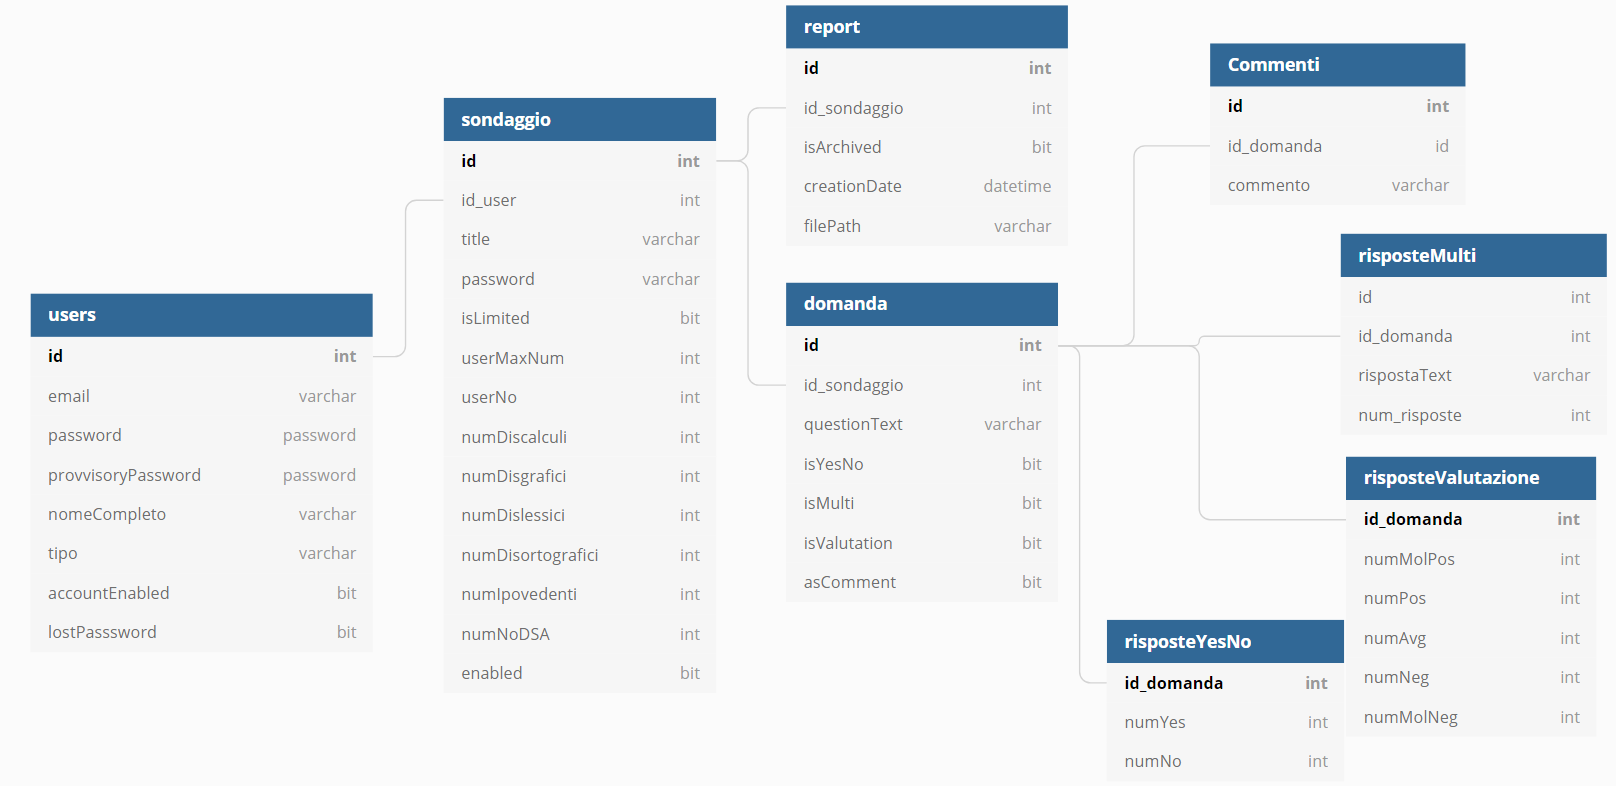 users
id int
email varchar
password password
provvisoryPassword password
nomeCompleto varchar
tipo varchar
accountEnabled bit
lostPasssword bit
sondaggio
id int
id_user int
title varchar
password varchar
isLimited bit
userMaxNum int
userNo int
numDiscalculi int
numDisgrafici int
numDislessici int
numDisortografici int
numIpovedenti int
numNoDSA int
enabled bit
report
id int
id_sondaggio int
isArchived bit
creationDate datetime
filePath varchar
domanda
id int
id_sondaggio int
questionText varchar
isYesNo bit
isMulti bit
isValutation bit
asComment bit
Commenti
id int
id_domanda id
commento varchar
risposteMulti
id int
id_domanda int
rispostaText varchar
num_risposte int
risposteValutazione
id_domanda int
numMolPos int
numPos int
numAvg int
numNeg int
numMolNeg int
risposteYesNo
id_domanda int
numYes int
numNo int